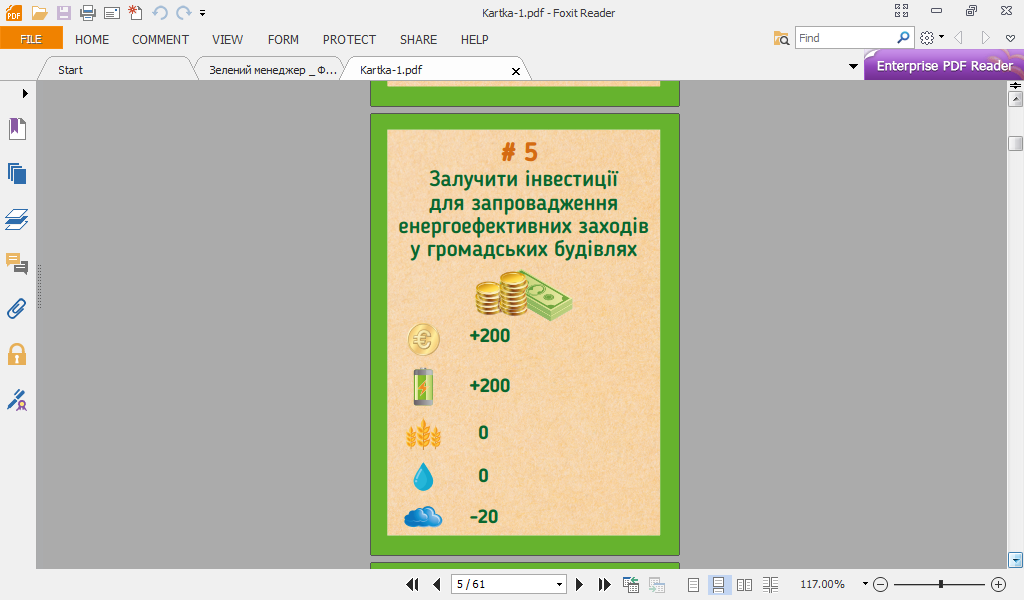 Kartka-1.pdf - Foxit Reader
FILE HOME COMMENT VIEW FORM PROTECT SHARE HELP Find
Start Зелений менеджер _ Ф... Kartka-1.pdf Enterprise PDF Reader
# 5
Залучити інвестиції
для запровадження
енергоефективних заходів
у громадських будівлях
+200
+200
0
0
-20
5 / 61 117.00%